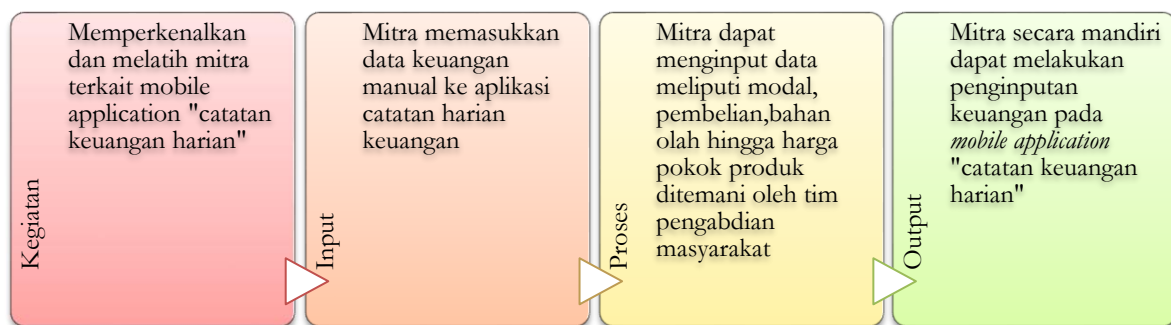 Kegiatan
Memperkenalkan
dan melatih mitra
terkait mobile
application "catatan
keuangan harian"
Input
Mitra memasukkan
data keuangan
manual ke aplikasi
catatan harian
keuangan
Proses
Mitra dapat
menginput data
meliputi modal,
pembelian,bahan
olah hingga harga
pokok produk
ditemani oleh tim
pengabdian
masyarakat
Output
Mitra secara mandiri
dapat melakukan
penginputan
keuangan pada
mobile application
"catatan keuangan
harian"